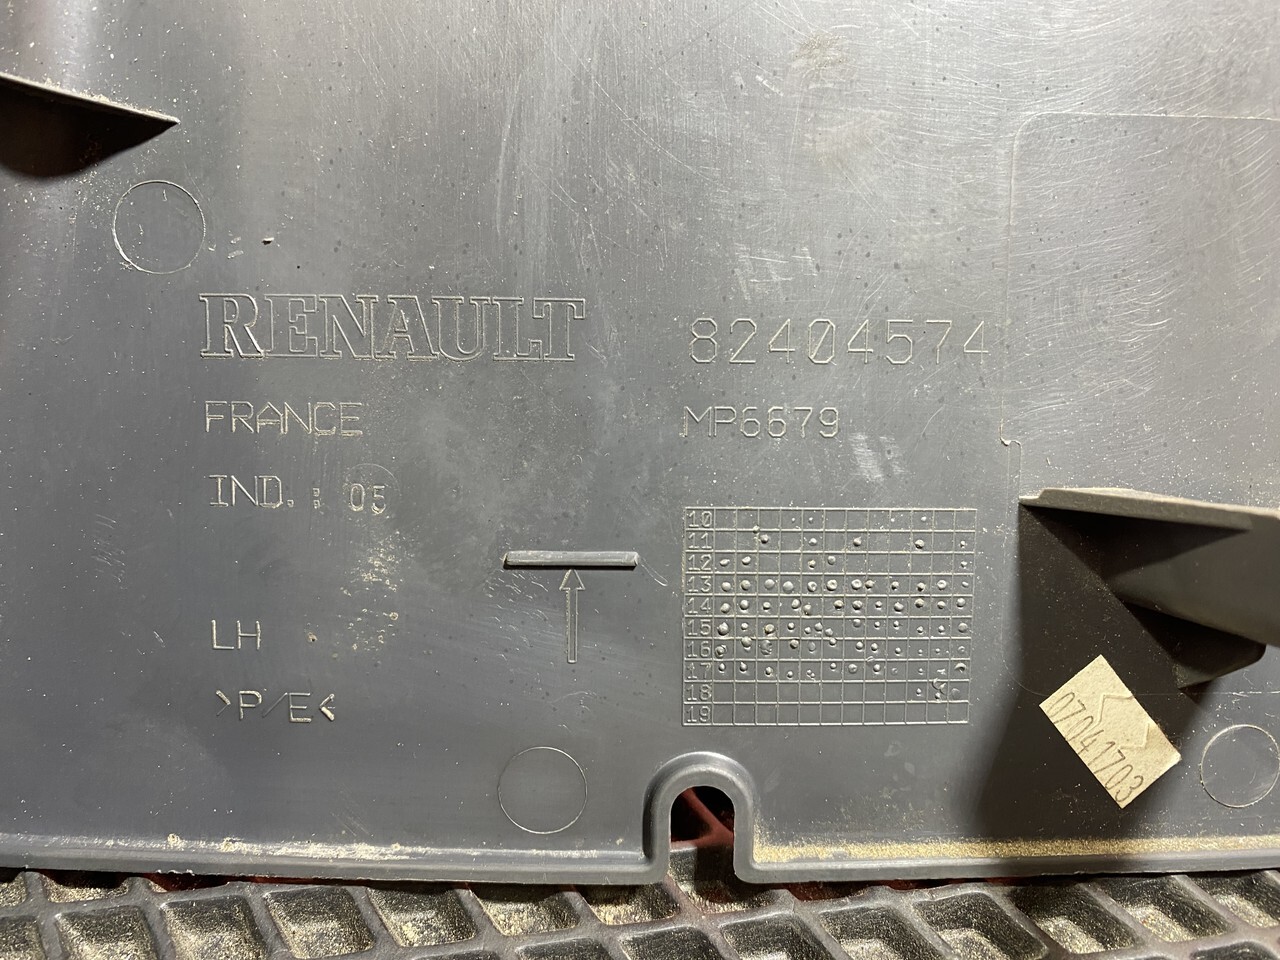 RENAULT
82404574
FRANCE
MP6679
IND. : 05
LH
>P/E<
10
11
12
13
14
15
16
17
18
19
07041703